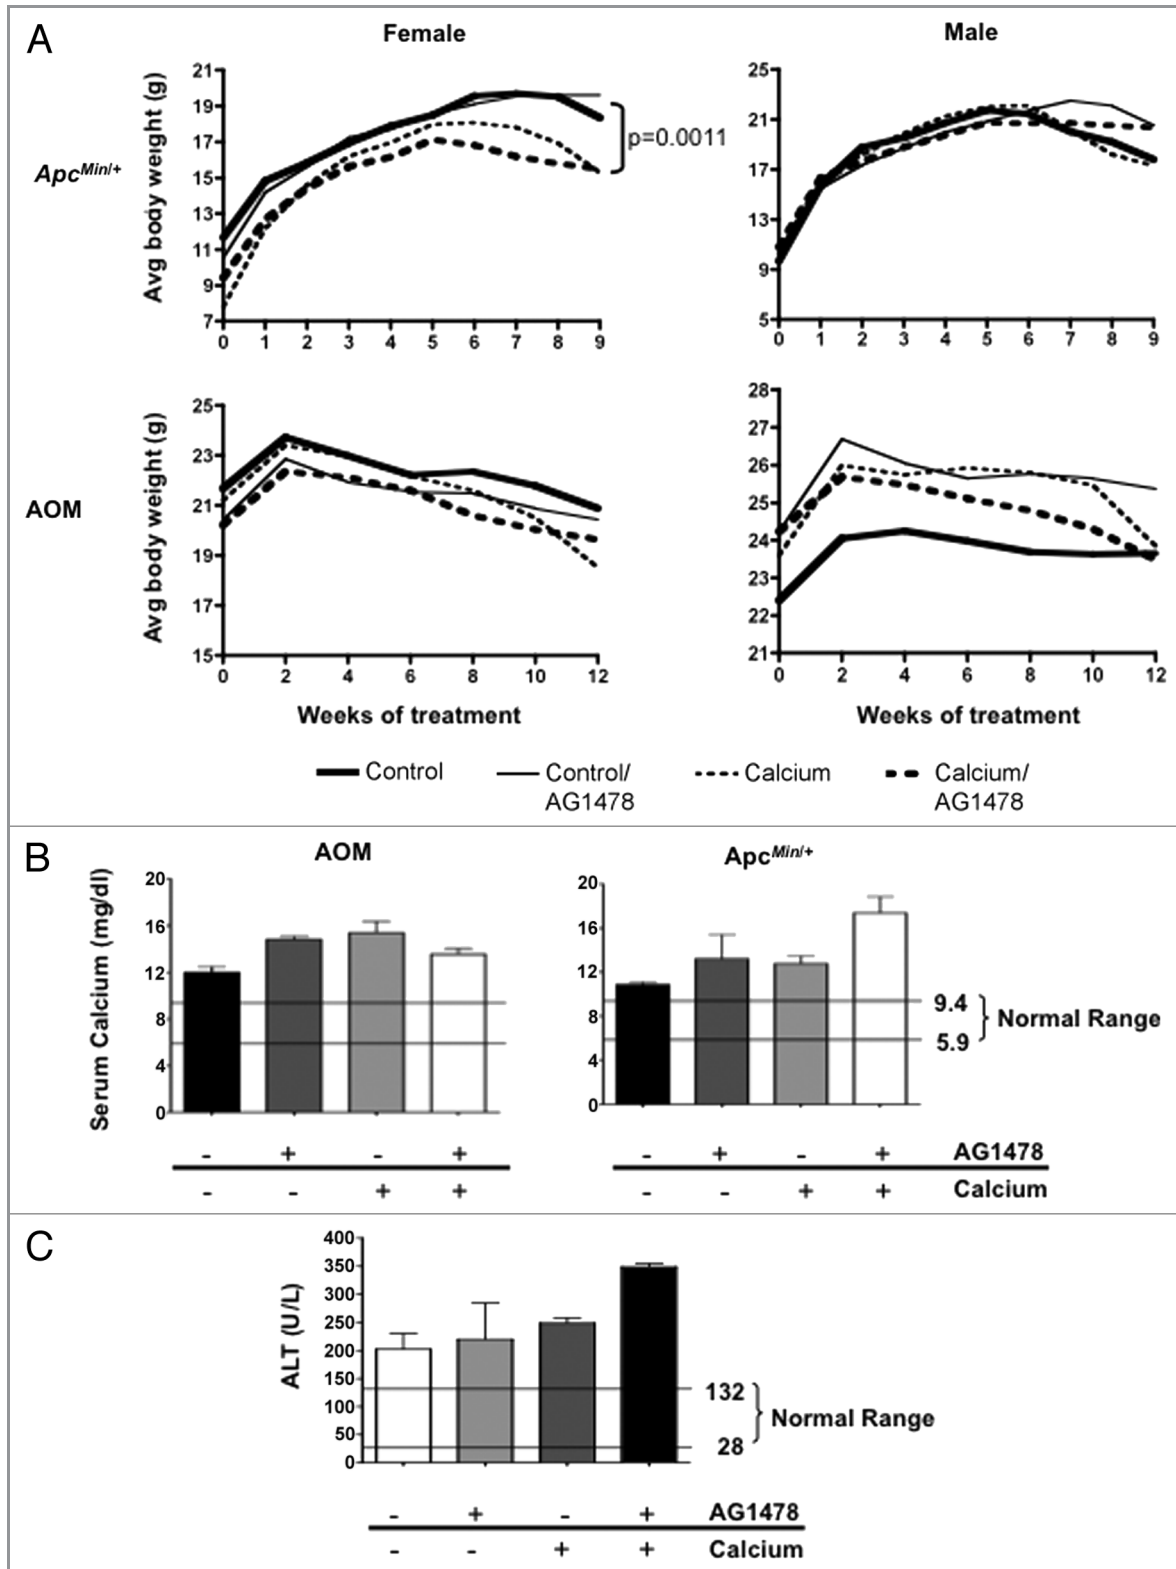 A
Female
Male
Apc^Min/+
Avg body weight (g)
21
19
17
15
13
11
9
7
0 1 2 3 4 5 6 7 8 9
p=0.0011
25
21
17
13
9
5
0 1 2 3 4 5 6 7 8 9
AOM
Avg body weight (g)
25
23
21
19
17
15
0 2 4 6 8 10 12
28
27
26
25
24
23
22
21
0 2 4 6 8 10 12
Weeks of treatment
Weeks of treatment
Control
Control/
AG1478
Calcium
Calcium/
AG1478
B
AOM
Apc^Min/+
Serum Calcium (mg/dl)
20
16
12
8
4
0
20
16
12
8
4
0
9.4
5.9
Normal Range
- + - + - + - + AG1478
- - + + - - + + Calcium
C
ALT (U/L)
400
350
300
250
200
150
100
50
0
132
28
Normal Range
- + - + AG1478
- - + + Calcium